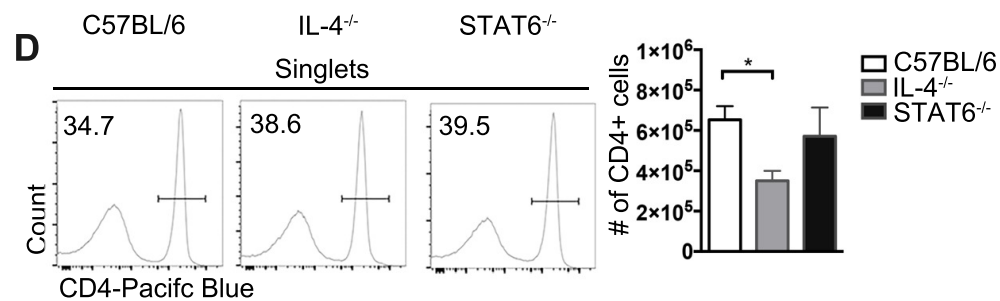 D
C57BL/6 IL-4-/- STAT6-/-
Singlets
34.7
38.6
39.5
Count
CD4-Pacifc Blue
# of CD4+ cells
1×10⁶
8×10⁵
6×10⁵
4×10⁵
2×10⁵
0
*
C57BL/6
IL-4-/-
STAT6-/-